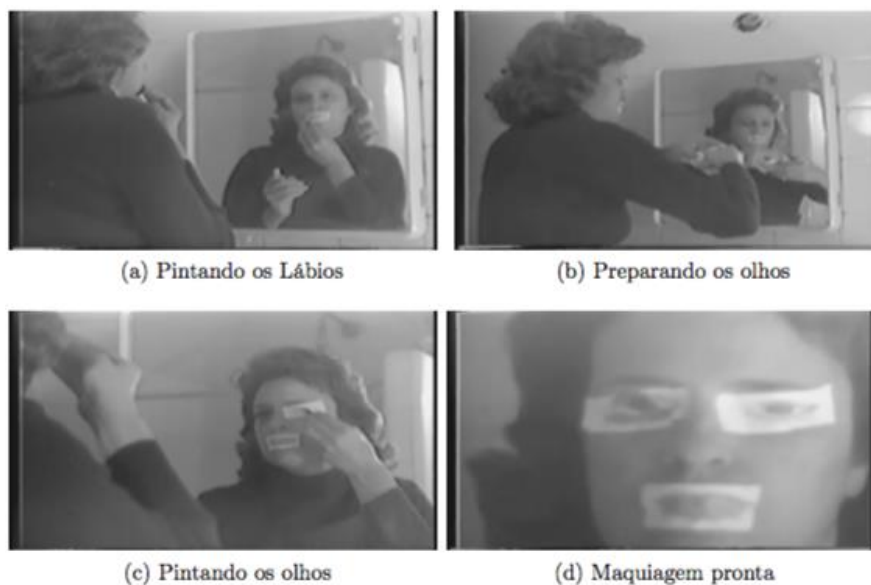 (a) Pintando os Lábios
(b) Preparando os olhos
(c) Pintando os olhos
(d) Maquiagem pronta